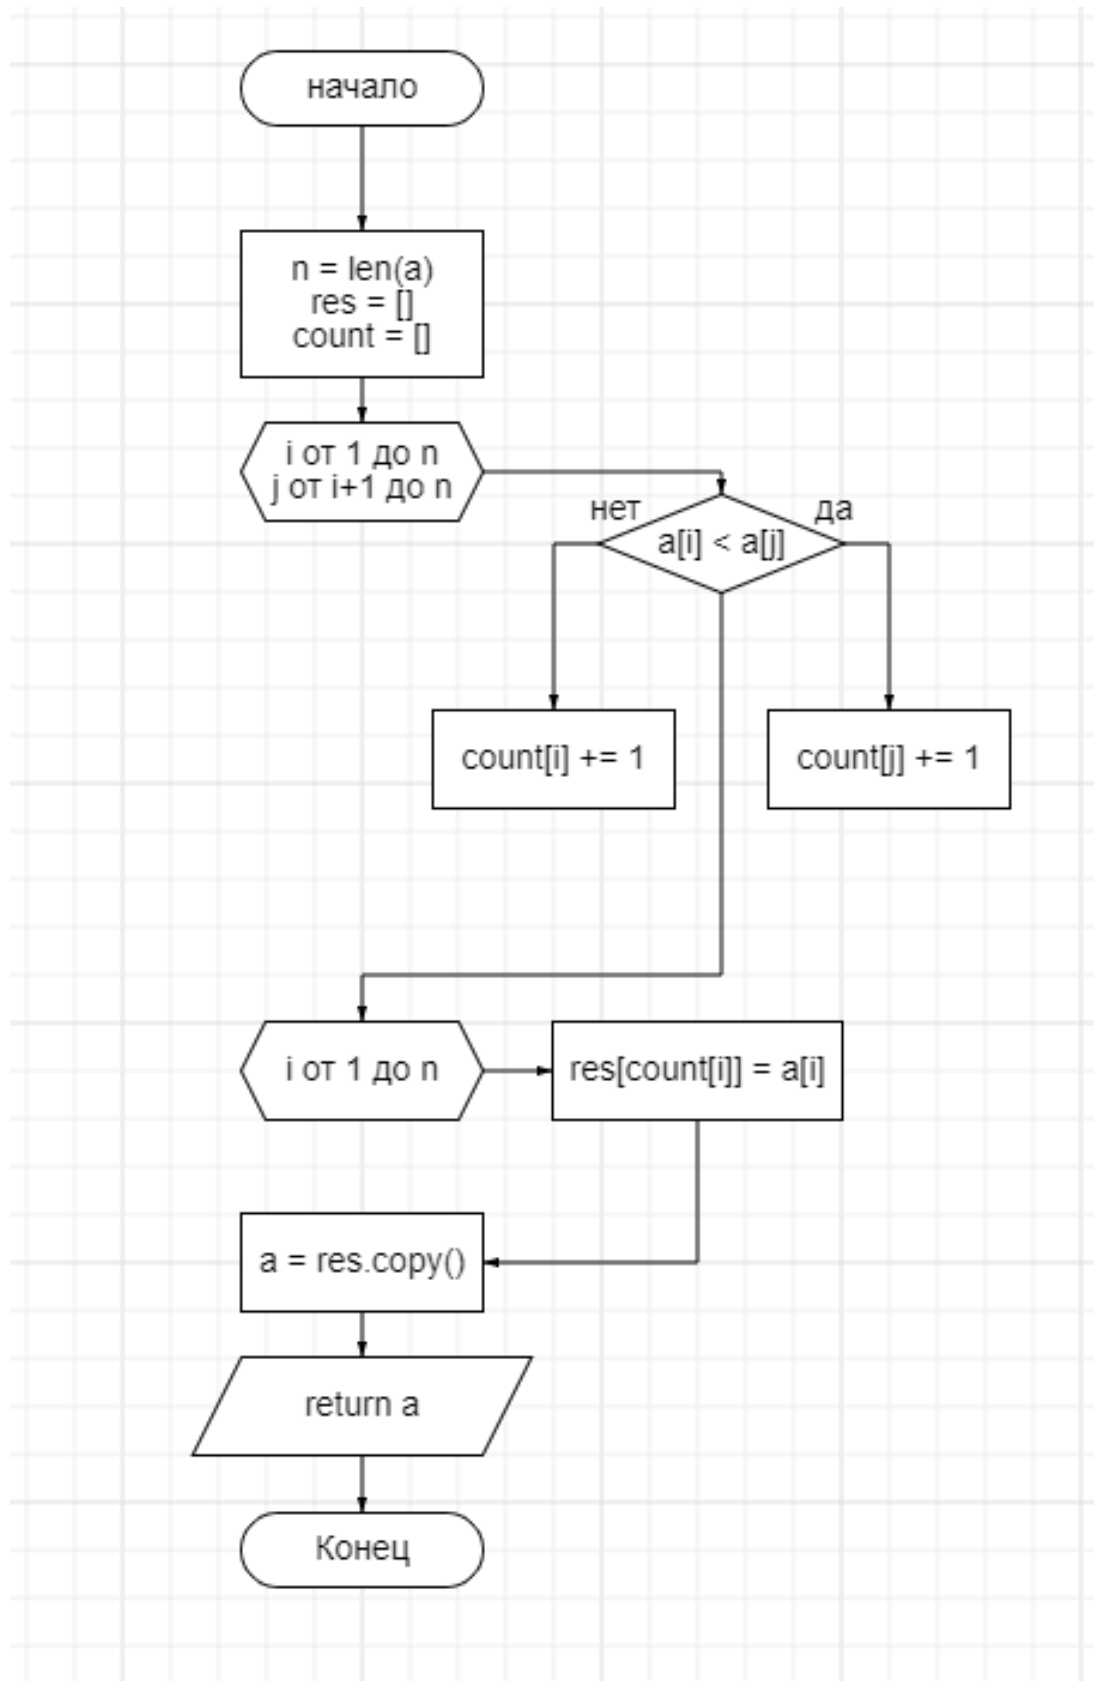 начало
n = len(a)
res = []
count = []
i от 1 до n
j от i+1 до n
нет
да
a[i] < a[j]
count[i] += 1
count[j] += 1
i от 1 до n
res[count[i]] = a[i]
a = res.copy()
return a
Конец